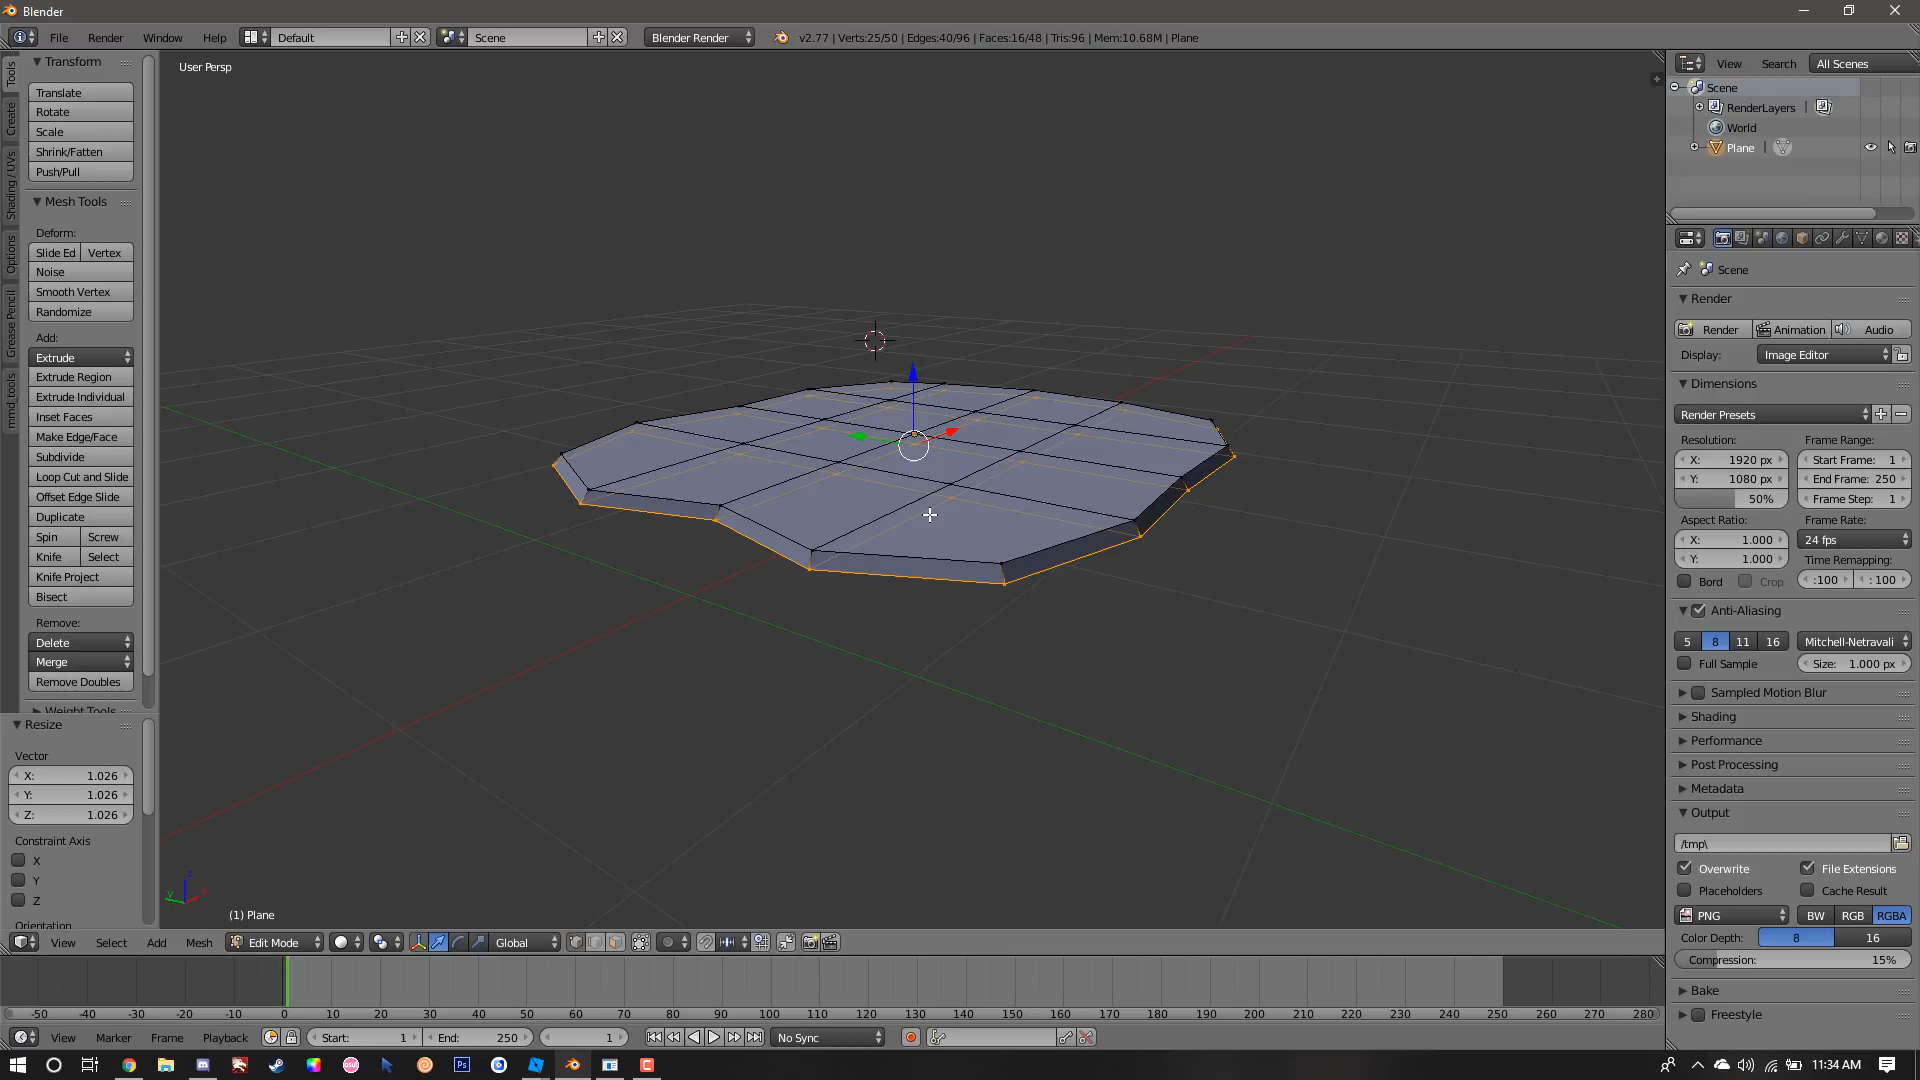 Blender
File Render Window Help Default Scene Blender Render v2.77 | Verts:25/50 | Edges:40/96 | Faces:16/48 | Tris:96 | Mem:10.68M | Plane
Tools
Create
Shading / UVs
Options
Grease Pencil
mmd_tools
Transform
Translate
Rotate
Scale
Shrink/Fatten
Push/Pull
Mesh Tools
Deform:
Slide Ed Vertex
Noise
Smooth Vertex
Randomize
Add:
Extrude
Extrude Region
Extrude Individual
Inset Faces
Make Edge/Face
Subdivide
Loop Cut and Slide
Offset Edge Slide
Duplicate
Spin Screw
Knife Select
Knife Project
Bisect
Remove:
Delete
Merge
Remove Doubles
Weight Tools
Resize
Vector
X: 1.026
Y: 1.026
Z: 1.026
Constraint Axis
X
Y
Z
Orientation
User Persp
(1) Plane
View Select Add Mesh Edit Mode Global
-50 -40 -30 -20 -10 0 10 20 30 40 50 60 70 80 90 100 110 120 130 140 150 160 170 180 190 200 210 220 230 240 250 260 270 280
View Marker Frame Playback Start: 1 End: 250 1 No Sync
View Search All Scenes
Scene
RenderLayers |
World
Plane |
Scene
Render
Render Animation Audio
Display: Image Editor
Dimensions
Render Presets
Resolution: Frame Range:
X: 1920 px Start Frame: 1
Y: 1080 px End Frame: 250
50% Frame Step: 1
Aspect Ratio: Frame Rate:
X: 1.000 24 fps
Y: 1.000 Time Remapping:
Bord Crop :100 : 100
Anti-Aliasing
5 8 11 16 Mitchell-Netravali
Full Sample Size: 1.000 px
Sampled Motion Blur
Shading
Performance
Post Processing
Metadata
Output
/tmp\
Overwrite File Extensions
Placeholders Cache Result
PNG BW RGB RGBA
Color Depth: 8 16
Compression: 15%
Bake
Freestyle
Ps 11:34 AM